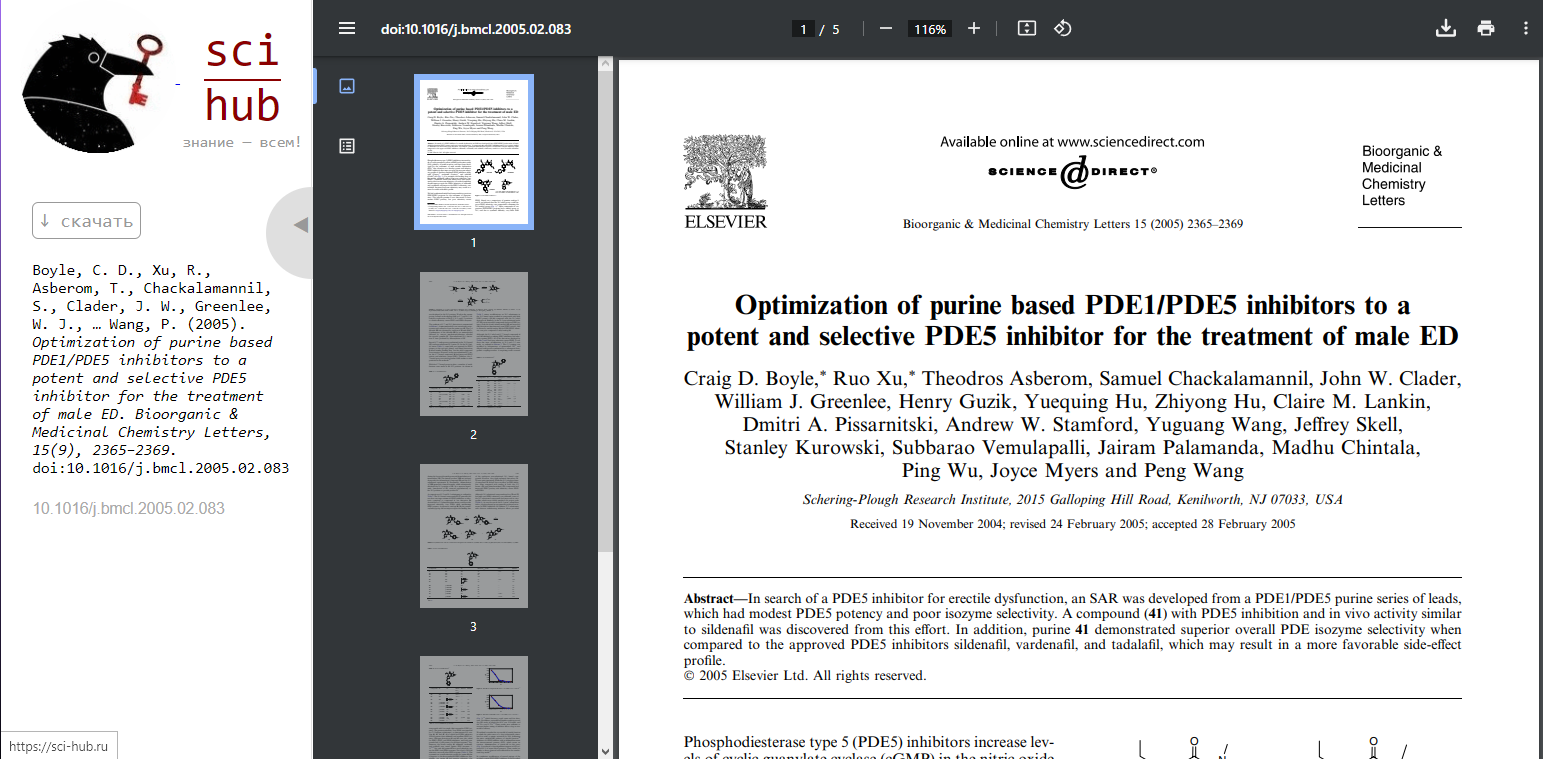 sci
hub
знание — всем!
↓ скачать
Boyle, C. D., Xu, R.,
Asberom, T., Chackalamannil,
S., Clader, J. W., Greenlee,
W. J., … Wang, P. (2005).
Optimization of purine based
PDE1/PDE5 inhibitors to a
potent and selective PDE5
inhibitor for the treatment
of male ED. Bioorganic &
Medicinal Chemistry Letters,
15(9), 2365–2369.
doi:10.1016/j.bmcl.2005.02.083
10.1016/j.bmcl.2005.02.083
https://sci-hub.ru
doi:10.1016/j.bmcl.2005.02.083
1 / 5
116%
1
2
3
ELSEVIER
Available online at www.sciencedirect.com
SCIENCE DIRECT®
Bioorganic & Medicinal Chemistry Letters 15 (2005) 2365–2369
Bioorganic &
Medicinal
Chemistry
Letters
Optimization of purine based PDE1/PDE5 inhibitors to a
potent and selective PDE5 inhibitor for the treatment of male ED
Craig D. Boyle,* Ruo Xu,* Theodros Asberom, Samuel Chackalamannil, John W. Clader,
William J. Greenlee, Henry Guzik, Yuequing Hu, Zhiyong Hu, Claire M. Lankin,
Dmitri A. Pissarnitski, Andrew W. Stamford, Yuguang Wang, Jeffrey Skell,
Stanley Kurowski, Subbarao Vemulapalli, Jairam Palamanda, Madhu Chintala,
Ping Wu, Joyce Myers and Peng Wang
Schering-Plough Research Institute, 2015 Galloping Hill Road, Kenilworth, NJ 07033, USA
Received 19 November 2004; revised 24 February 2005; accepted 28 February 2005
Abstract—In search of a PDE5 inhibitor for erectile dysfunction, an SAR was developed from a PDE1/PDE5 purine series of leads,
which had modest PDE5 potency and poor isozyme selectivity. A compound (41) with PDE5 inhibition and in vivo activity similar
to sildenafil was discovered from this effort. In addition, purine 41 demonstrated superior overall PDE isozyme selectivity when
compared to the approved PDE5 inhibitors sildenafil, vardenafil, and tadalafil, which may result in a more favorable side-effect
profile.
© 2005 Elsevier Ltd. All rights reserved.
Phosphodiesterase type 5 (PDE5) inhibitors increase lev-
els of cyclic guanylate cyclase (cGMP) in the nitric oxide
O
O